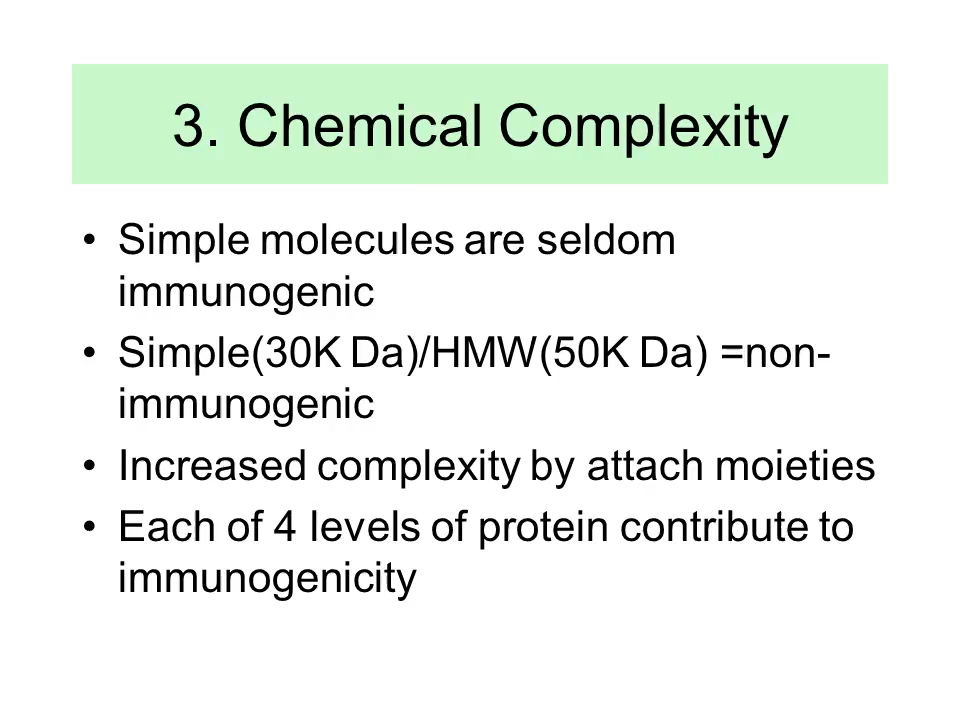 3. Chemical Complexity
• Simple molecules are seldom
immunogenic
• Simple(30K Da)/HMW(50K Da) =non-
immunogenic
• Increased complexity by attach moieties
• Each of 4 levels of protein contribute to
immunogenicity